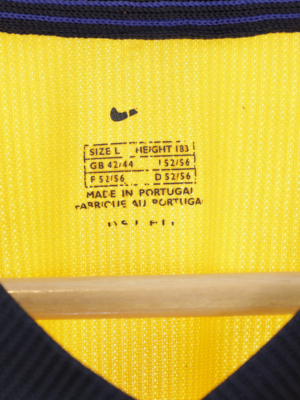 SIZE L HEIGHT 183
GB 42/44 I 52/56
F 52/56 D 52/56
MADE IN PORTUGAL
FABRIQUE AU PORTUGAL